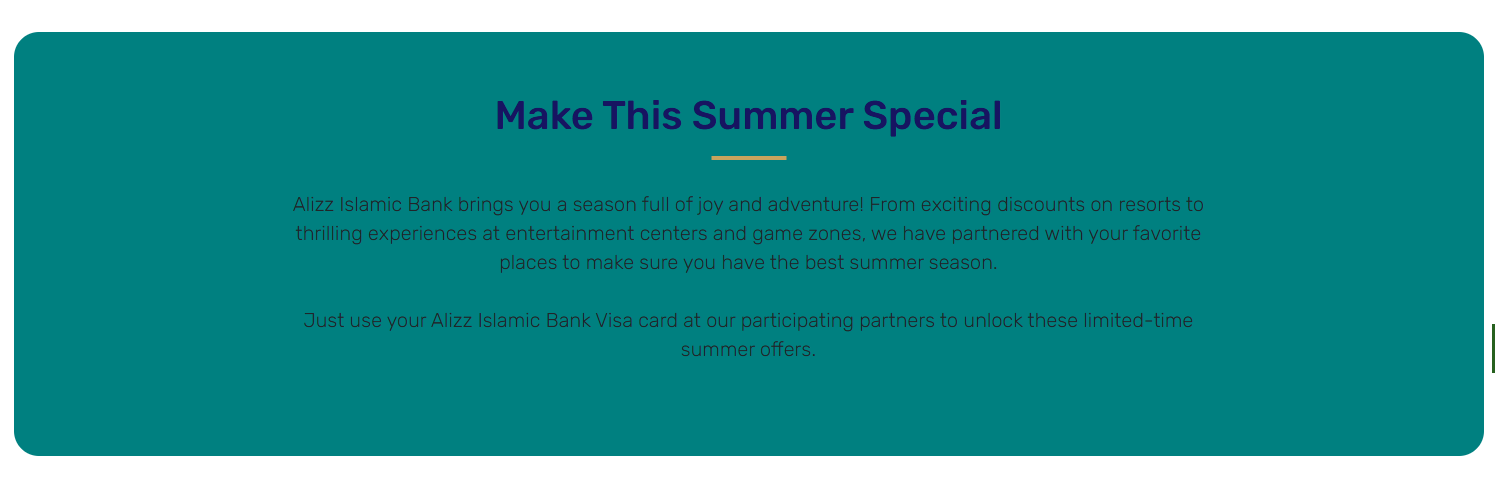 Make This Summer Special
Alizz Islamic Bank brings you a season full of joy and adventure! From exciting discounts on resorts to
thrilling experiences at entertainment centers and game zones, we have partnered with your favorite
places to make sure you have the best summer season.
Just use your Alizz Islamic Bank Visa card at our participating partners to unlock these limited-time
summer offers.